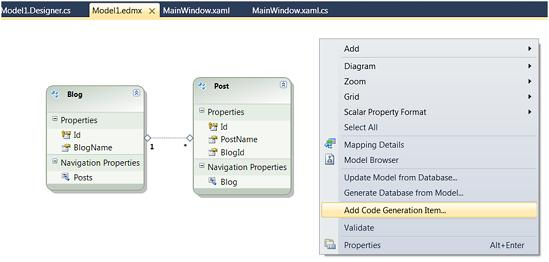 Model1.Designer.cs
Model1.edmx
MainWindow.xaml
MainWindow.xaml.cs
Blog
Properties
Id
BlogName
Navigation Properties
Posts
1
*
Post
Properties
Id
PostName
BlogId
Navigation Properties
Blog
Add
Diagram
Zoom
Grid
Scalar Property Format
Select All
Mapping Details
Model Browser
Update Model from Database...
Generate Database from Model...
Add Code Generation Item...
Validate
Properties Alt+Enter